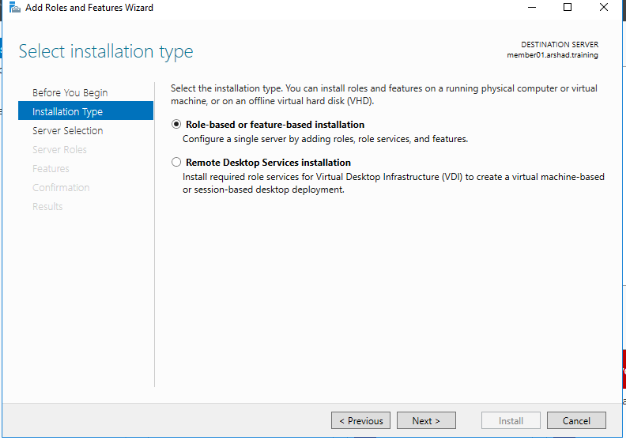 Add Roles and Features Wizard
Select installation type
DESTINATION SERVER
member01.arshad.training
Before You Begin
Installation Type
Server Selection
Server Roles
Features
Confirmation
Results
Select the installation type. You can install roles and features on a running physical computer or virtual
machine, or on an offline virtual hard disk (VHD).
Role-based or feature-based installation
Configure a single server by adding roles, role services, and features.
Remote Desktop Services installation
Install required role services for Virtual Desktop Infrastructure (VDI) to create a virtual machine-based
or session-based desktop deployment.
< Previous
Next >
Install
Cancel